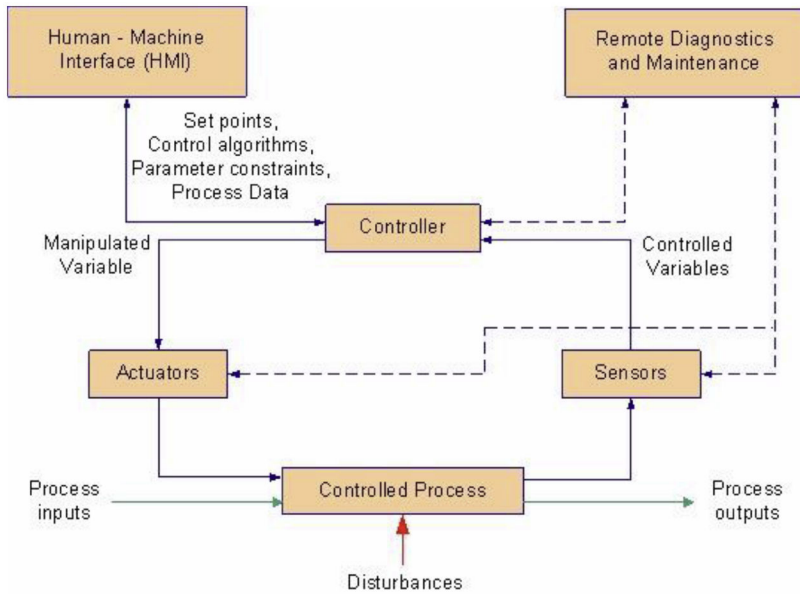 Human - Machine
Interface (HMI)
Remote Diagnostics
and Maintenance
Set points,
Control algorithms,
Parameter constraints,
Process Data
Controller
Manipulated
Variable
Controlled
Variables
Actuators
Sensors
Process
inputs
Controlled Process
Process
outputs
Disturbances